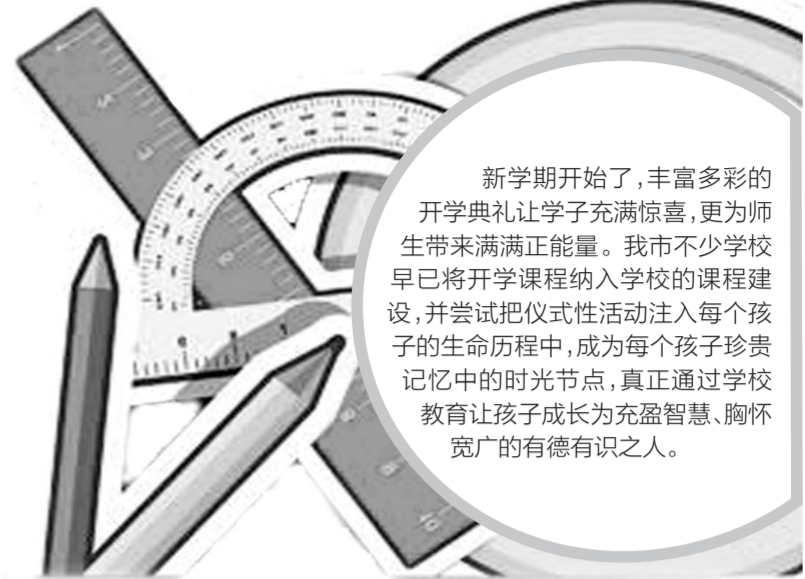 新学期开始了,丰富多彩的
开学典礼让学子充满惊喜,更为师
生带来满满正能量。我市不少学校
早已将开学课程纳入学校的课程建
设,并尝试把仪式性活动注入每个孩
子的生命历程中,成为每个孩子珍贵
记忆中的时光节点,真正通过学校
教育让孩子成长为充盈智慧、胸怀
宽广的有德有识之人。